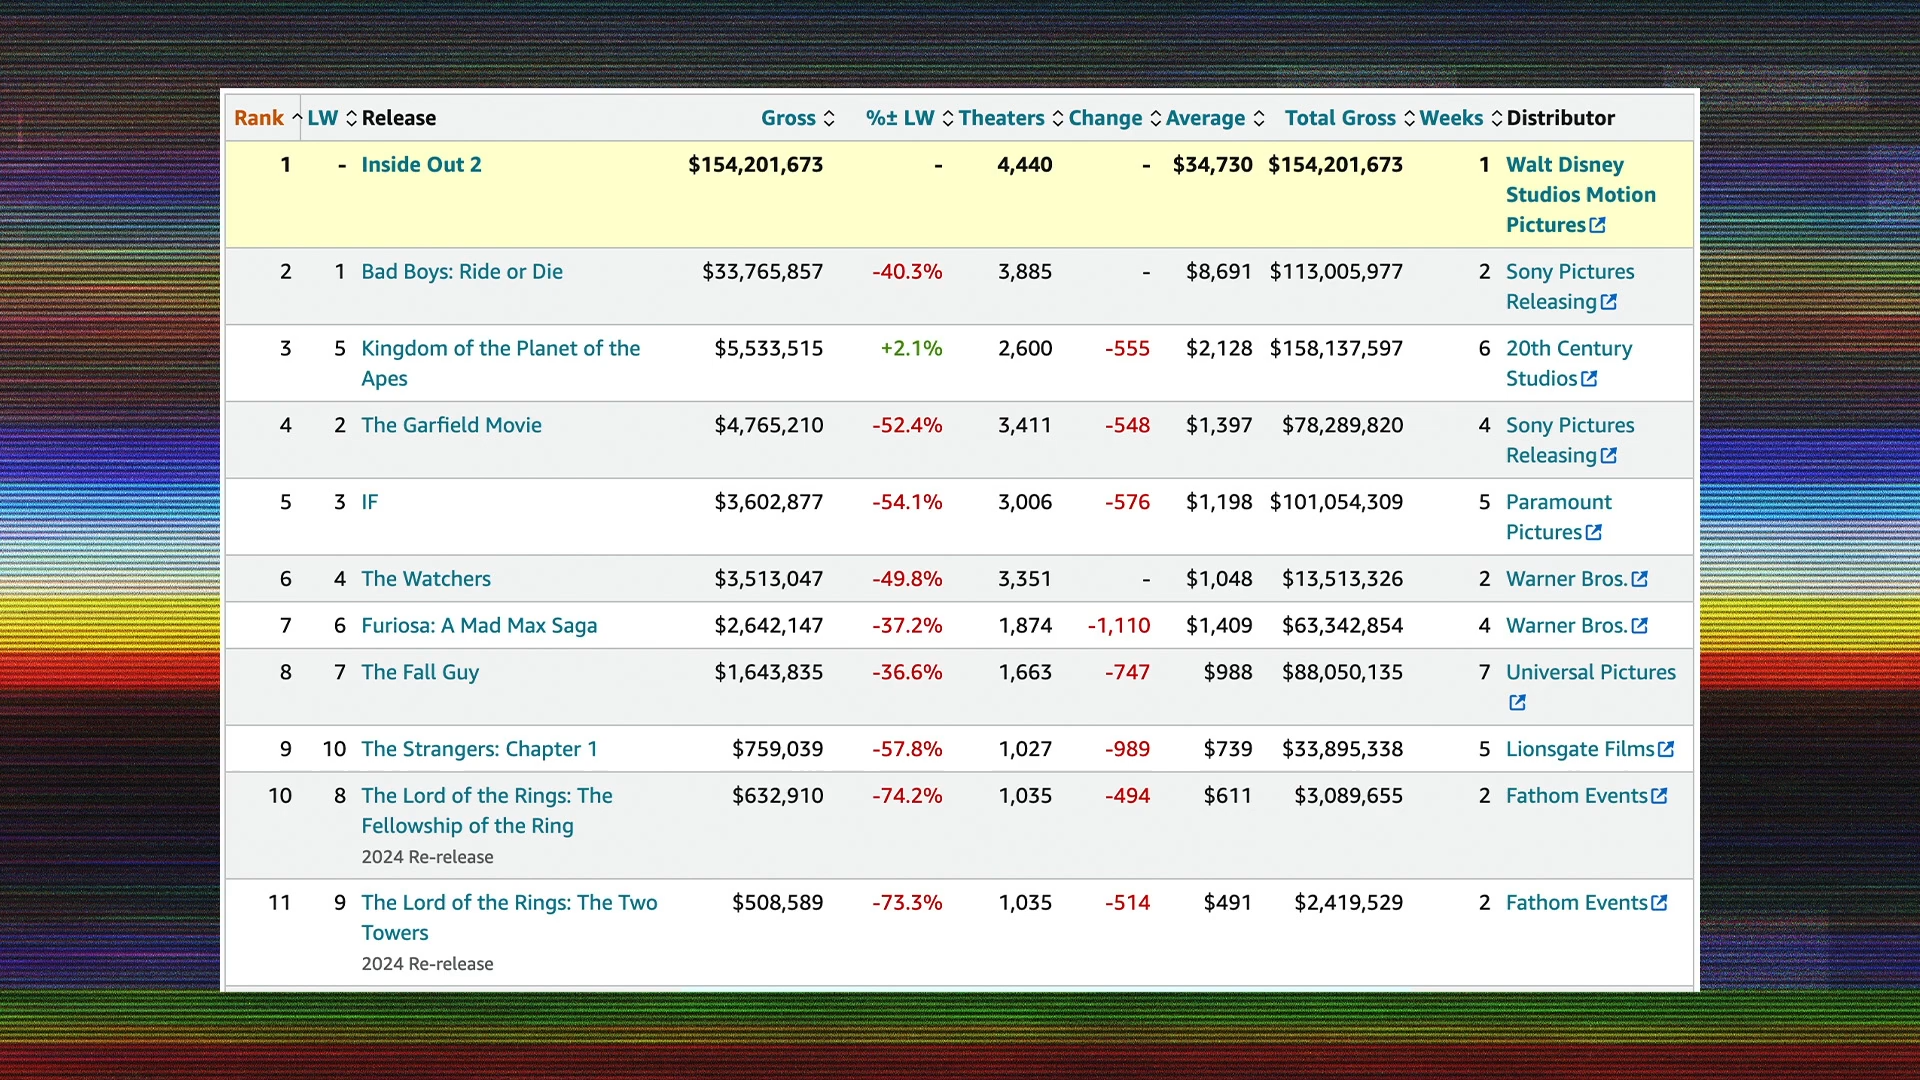 Rank LW Release Gross %± LW Theaters Change Average Total Gross Weeks Distributor
1 - Inside Out 2 $154,201,673 - 4,440 - $34,730 $154,201,673 1 Walt Disney
Studios Motion
Pictures
2 1 Bad Boys: Ride or Die $33,765,857 -40.3% 3,885 - $8,691 $113,005,977 2 Sony Pictures
Releasing
3 5 Kingdom of the Planet of the $5,533,515 +2.1% 2,600 -555 $2,128 $158,137,597 6 20th Century
Apes Studios
4 2 The Garfield Movie $4,765,210 -52.4% 3,411 -548 $1,397 $78,289,820 4 Sony Pictures
Releasing
5 3 IF $3,602,877 -54.1% 3,006 -576 $1,198 $101,054,309 5 Paramount
Pictures
6 4 The Watchers $3,513,047 -49.8% 3,351 - $1,048 $13,513,326 2 Warner Bros.
7 6 Furiosa: A Mad Max Saga $2,642,147 -37.2% 1,874 -1,110 $1,409 $63,342,854 4 Warner Bros.
8 7 The Fall Guy $1,643,835 -36.6% 1,663 -747 $988 $88,050,135 7 Universal Pictures
9 10 The Strangers: Chapter 1 $759,039 -57.8% 1,027 -989 $739 $33,895,338 5 Lionsgate Films
10 8 The Lord of the Rings: The $632,910 -74.2% 1,035 -494 $611 $3,089,655 2 Fathom Events
Fellowship of the Ring
2024 Re-release
11 9 The Lord of the Rings: The Two $508,589 -73.3% 1,035 -514 $491 $2,419,529 2 Fathom Events
Towers
2024 Re-release